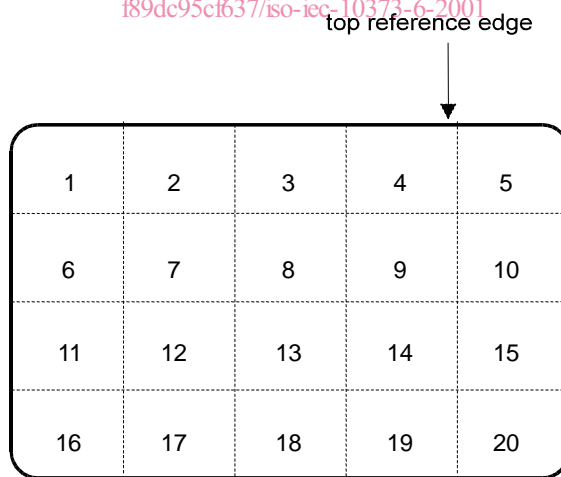 f89dc95cf637/iso-iec-10373-6-2001
top reference edge
1 2 3 4 5
6 7 8 9 10
11 12 13 14 15
16 17 18 19 20